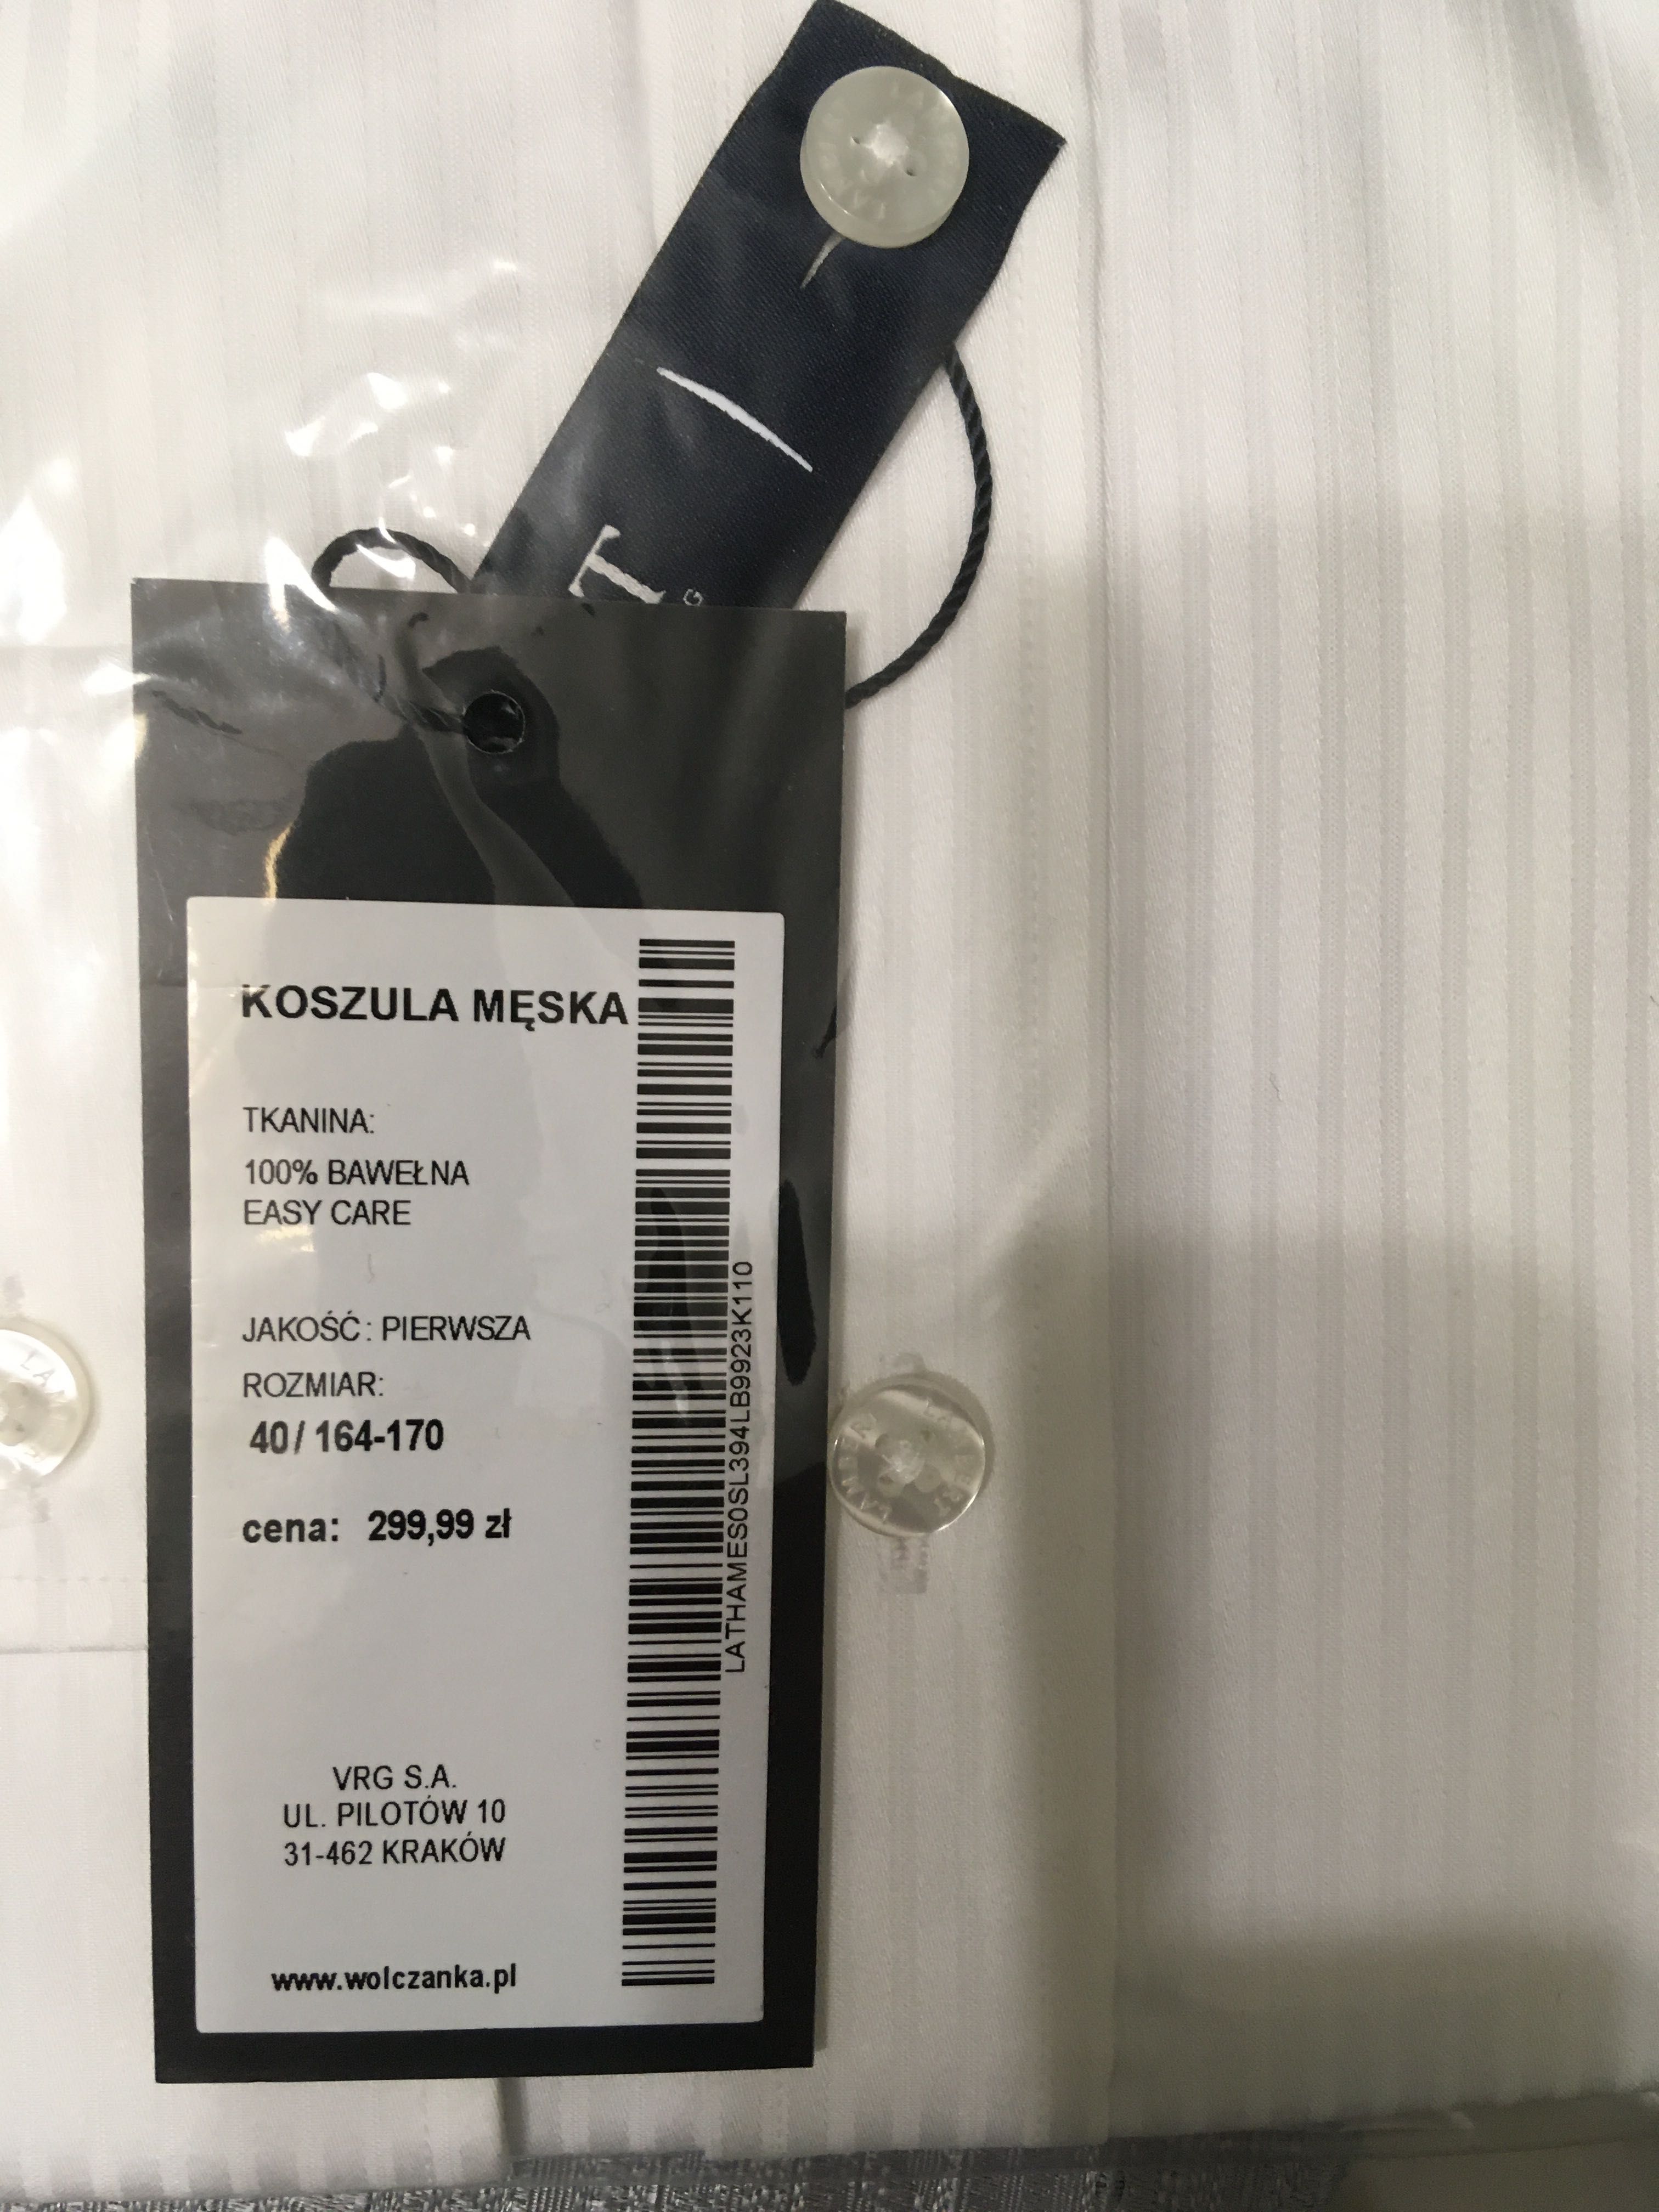 KOSZULA MĘSKA
TKANINA:
100% BAWEŁNA
EASY CARE
JAKOŚĆ: PIERWSZA
ROZMIAR:
40/ 164-170
cena: 299,99 zł
LATHAMES0SL394LB9923K110
VRG S.A.
UL. PILOTÓW 10
31-462 KRAKÓW
www.wolczanka.pl